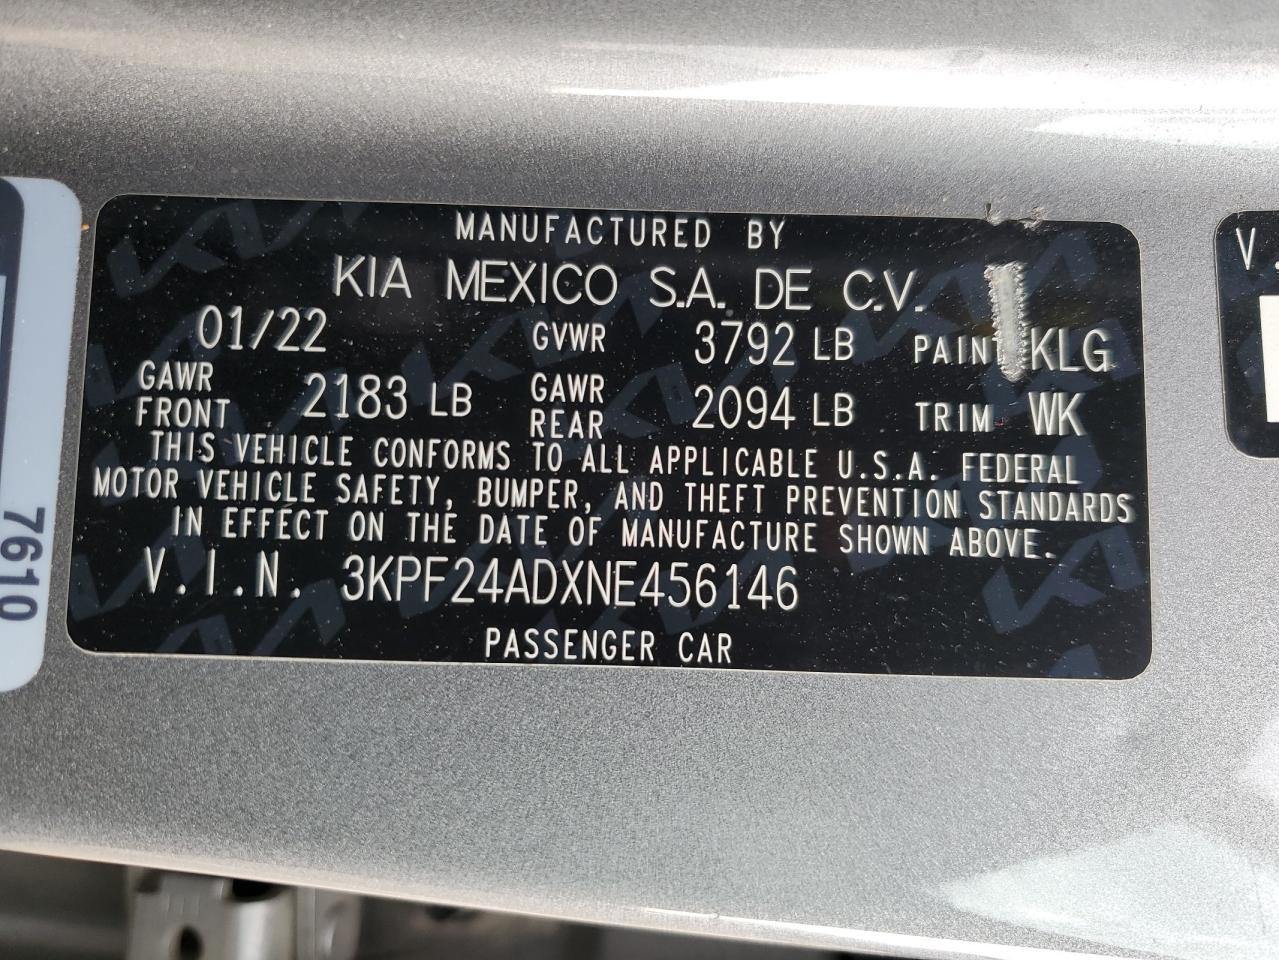 MANUFACTURED BY
KIA MEXICO S.A. DE C.V.
01/22 GVWR 3792 LB PAINT KLG
GAWR FRONT 2183 LB GAWR REAR 2094 LB TRIM WK
THIS VEHICLE CONFORMS TO ALL APPLICABLE U.S.A. FEDERAL
MOTOR VEHICLE SAFETY, BUMPER, AND THEFT PREVENTION STANDARDS
IN EFFECT ON THE DATE OF MANUFACTURE SHOWN ABOVE.
V.I.N. 3KPF24ADXNE456146
PASSENGER CAR
7610
V.